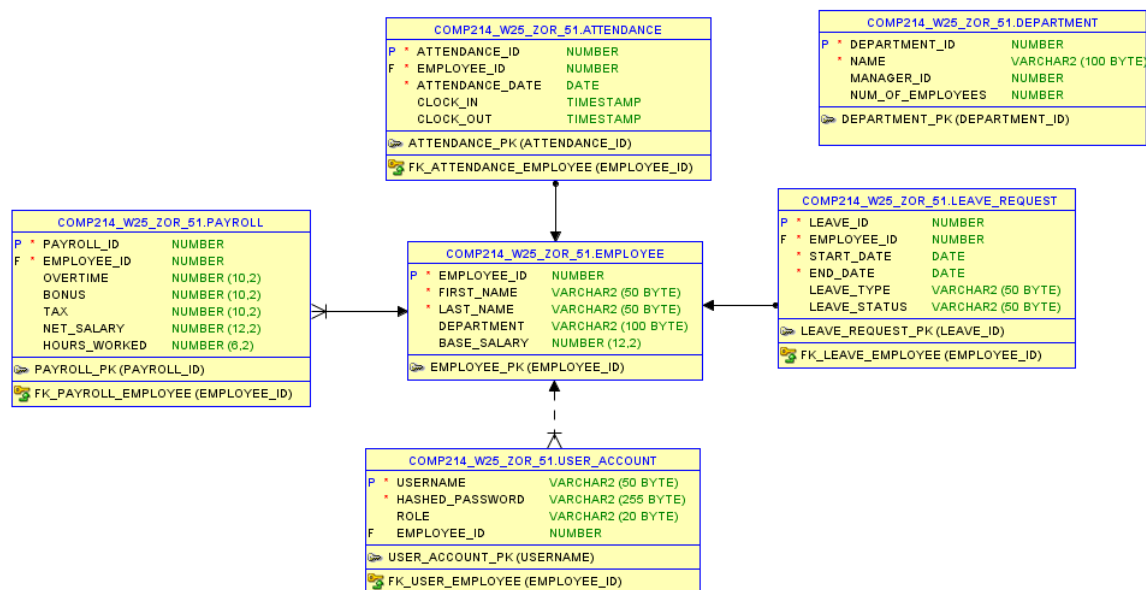 COMP214_W25_ZOR_51.ATTENDANCE
P * ATTENDANCE_ID NUMBER
F * EMPLOYEE_ID NUMBER
* ATTENDANCE_DATE DATE
CLOCK_IN TIMESTAMP
CLOCK_OUT TIMESTAMP
ATTENDANCE_PK (ATTENDANCE_ID)
FK_ATTENDANCE_EMPLOYEE (EMPLOYEE_ID)
COMP214_W25_ZOR_51.DEPARTMENT
P * DEPARTMENT_ID NUMBER
* NAME VARCHAR2 (100 BYTE)
MANAGER_ID NUMBER
NUM_OF_EMPLOYEES NUMBER
DEPARTMENT_PK (DEPARTMENT_ID)
COMP214_W25_ZOR_51.PAYROLL
P * PAYROLL_ID NUMBER
F * EMPLOYEE_ID NUMBER
OVERTIME NUMBER (10,2)
BONUS NUMBER (10,2)
TAX NUMBER (10,2)
NET_SALARY NUMBER (12,2)
HOURS_WORKED NUMBER (6,2)
PAYROLL_PK (PAYROLL_ID)
FK_PAYROLL_EMPLOYEE (EMPLOYEE_ID)
COMP214_W25_ZOR_51.EMPLOYEE
P * EMPLOYEE_ID NUMBER
* FIRST_NAME VARCHAR2 (50 BYTE)
* LAST_NAME VARCHAR2 (50 BYTE)
DEPARTMENT VARCHAR2 (100 BYTE)
BASE_SALARY NUMBER (12,2)
EMPLOYEE_PK (EMPLOYEE_ID)
COMP214_W25_ZOR_51.LEAVE_REQUEST
P * LEAVE_ID NUMBER
F * EMPLOYEE_ID NUMBER
* START_DATE DATE
* END_DATE DATE
LEAVE_TYPE VARCHAR2 (50 BYTE)
LEAVE_STATUS VARCHAR2 (50 BYTE)
LEAVE_REQUEST_PK (LEAVE_ID)
FK_LEAVE_EMPLOYEE (EMPLOYEE_ID)
COMP214_W25_ZOR_51.USER_ACCOUNT
P * USERNAME VARCHAR2 (50 BYTE)
* HASHED_PASSWORD VARCHAR2 (255 BYTE)
ROLE VARCHAR2 (20 BYTE)
F EMPLOYEE_ID NUMBER
USER_ACCOUNT_PK (USERNAME)
FK_USER_EMPLOYEE (EMPLOYEE_ID)